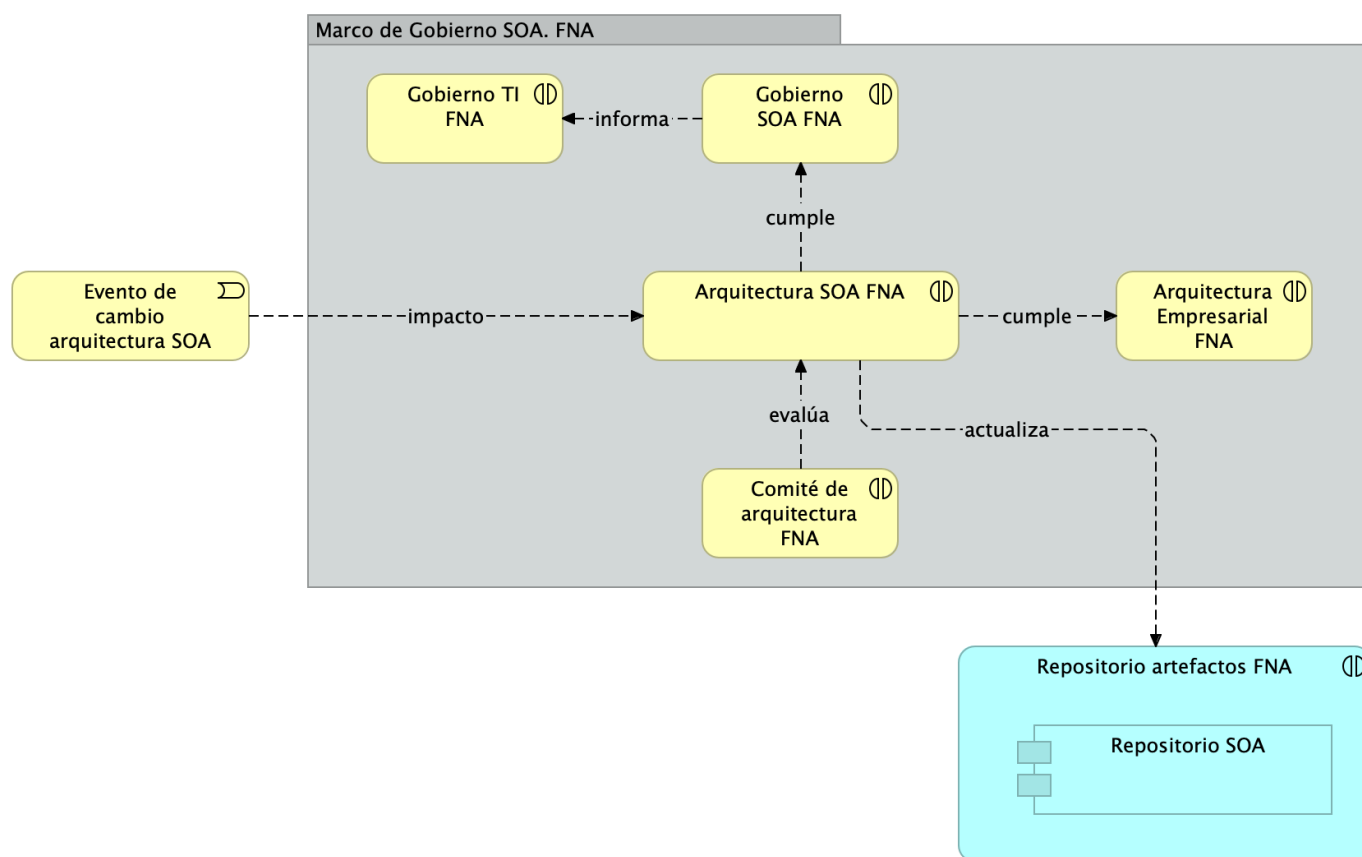 Marco de Gobierno SOA. FNA
Gobierno TI
FNA
informa
Gobierno
SOA FNA
cumple
Evento de
cambio
arquitectura SOA
impacto
Arquitectura SOA FNA
cumple
Arquitectura
Empresarial
FNA
evalúa
actualiza
Comité de
arquitectura
FNA
Repositorio artefactos FNA
Repositorio SOA